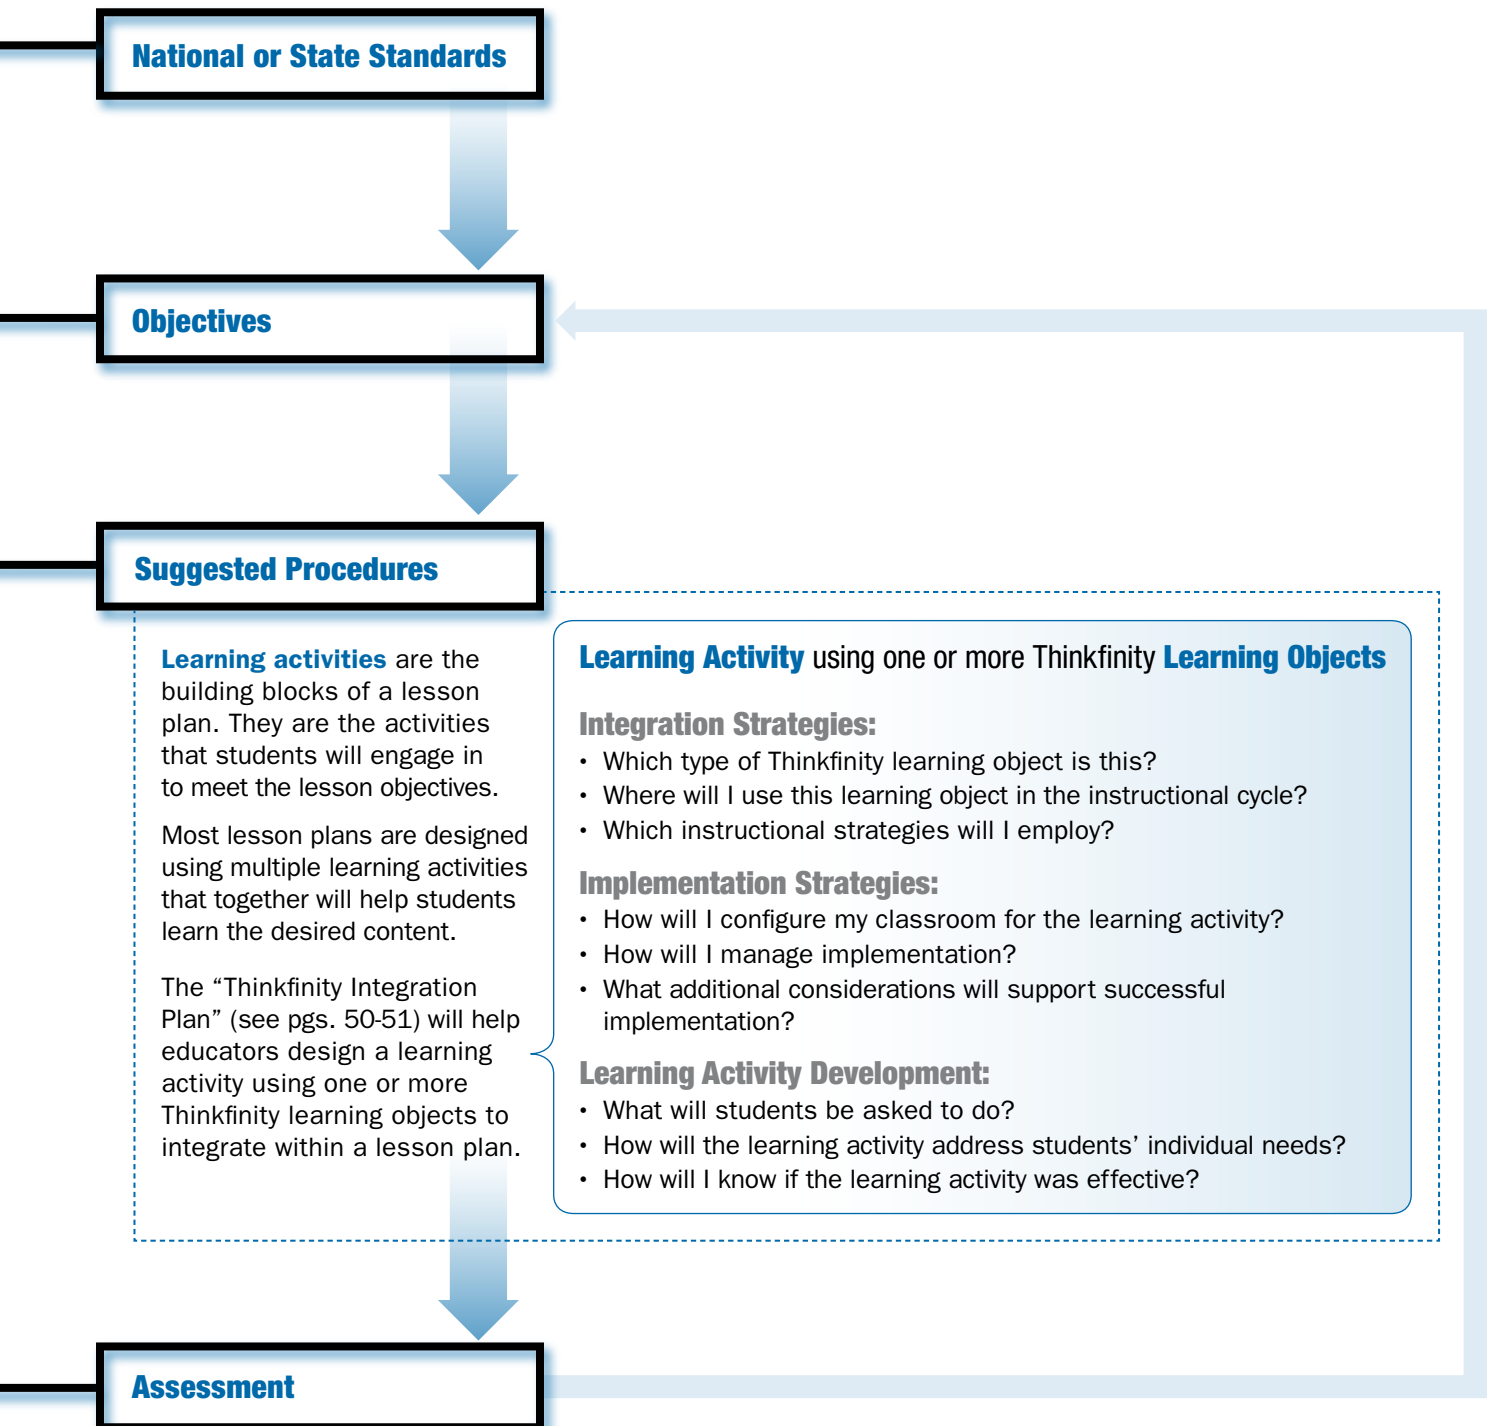 National or State Standards
Objectives
Suggested Procedures
Learning activities are the
building blocks of a lesson
plan. They are the activities
that students will engage in
to meet the lesson objectives.
Most lesson plans are designed
using multiple learning activities
that together will help students
learn the desired content.
The “Thinkfinity Integration
Plan” (see pgs. 50-51) will help
educators design a learning
activity using one or more
Thinkfinity learning objects to
integrate within a lesson plan.
Learning Activity using one or more Thinkfinity Learning Objects
Integration Strategies:
• Which type of Thinkfinity learning object is this?
• Where will I use this learning object in the instructional cycle?
• Which instructional strategies will I employ?
Implementation Strategies:
• How will I configure my classroom for the learning activity?
• How will I manage implementation?
• What additional considerations will support successful
implementation?
Learning Activity Development:
• What will students be asked to do?
• How will the learning activity address students’ individual needs?
• How will I know if the learning activity was effective?
Assessment